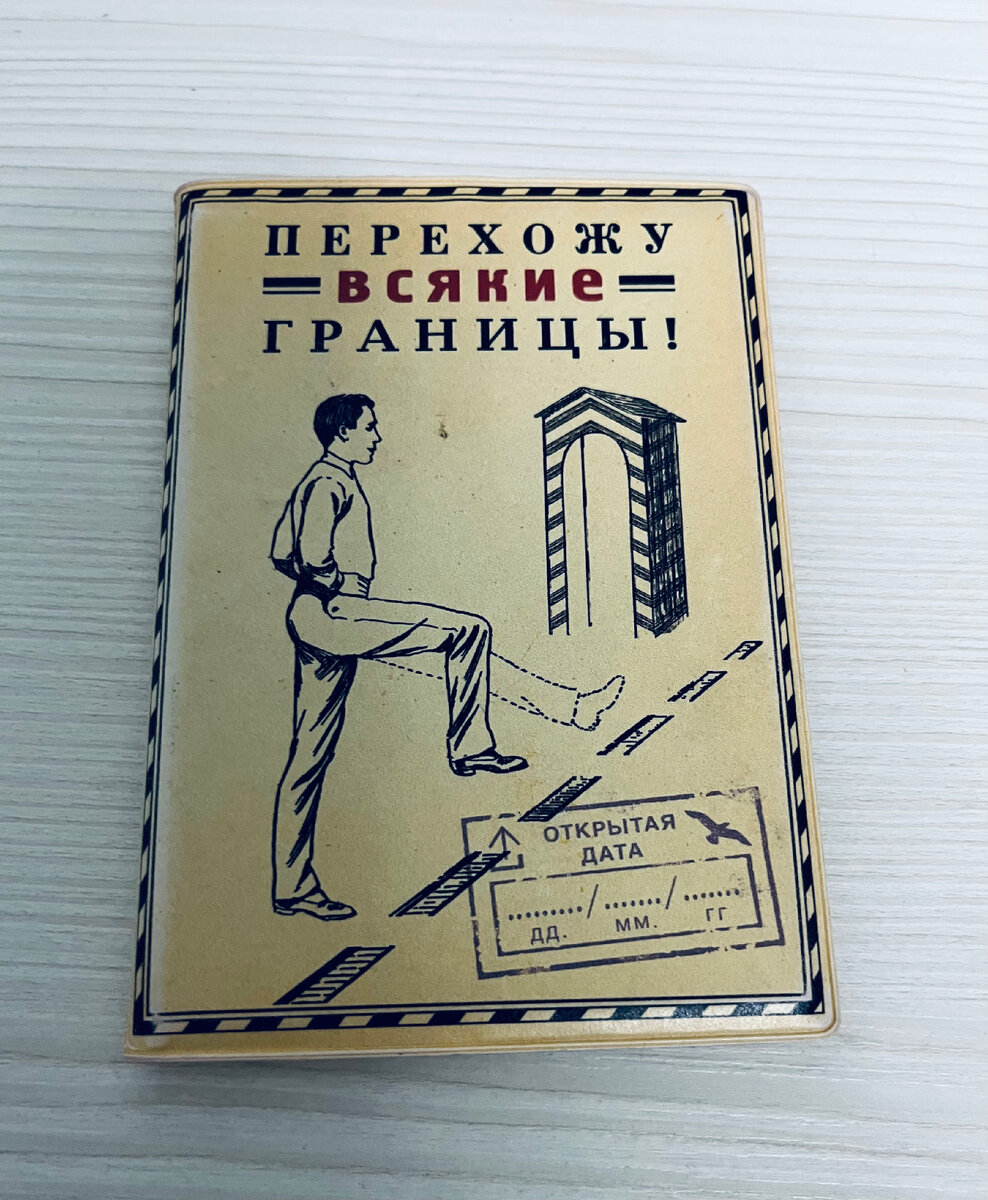 ПЕРЕХОЖУ
ВСЯКИЕ
ГРАНИЦЫ!
ОТКРЫТАЯ
ДАТА
........./......./.......
ДД. ММ. ГГ